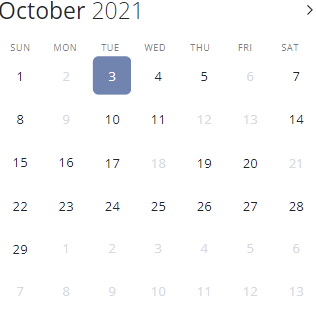 October 2021
SUN MON TUE WED THU FRI SAT
1 2 3 4 5 6 7
8 9 10 11 12 13 14
15 16 17 18 19 20 21
22 23 24 25 26 27 28
29 1 2 3 4 5 6
7 8 9 10 11 12 13